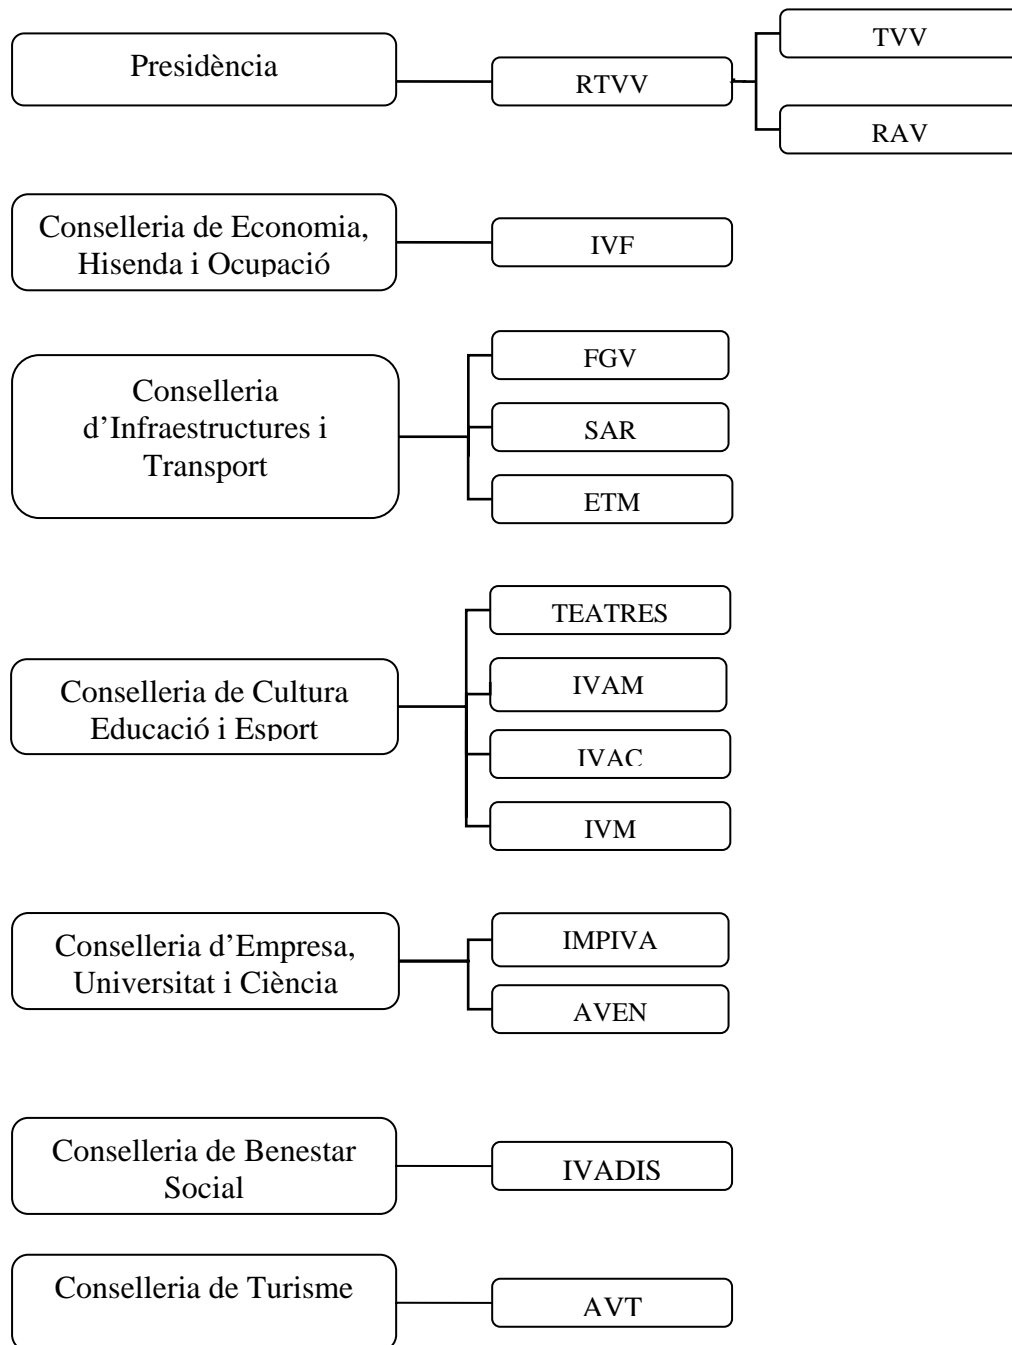 Presidència
RTVV
TVV
RAV
Conselleria de Economia,
Hisenda i Ocupació
IVF
Conselleria
d’Infraestructures i
Transport
FGV
SAR
ETM
Conselleria de Cultura
Educació i Esport
TEATRES
IVAM
IVAC
IVM
Conselleria d’Empresa,
Universitat i Ciència
IMPIVA
AVEN
Conselleria de Benestar
Social
IVADIS
Conselleria de Turisme
AVT